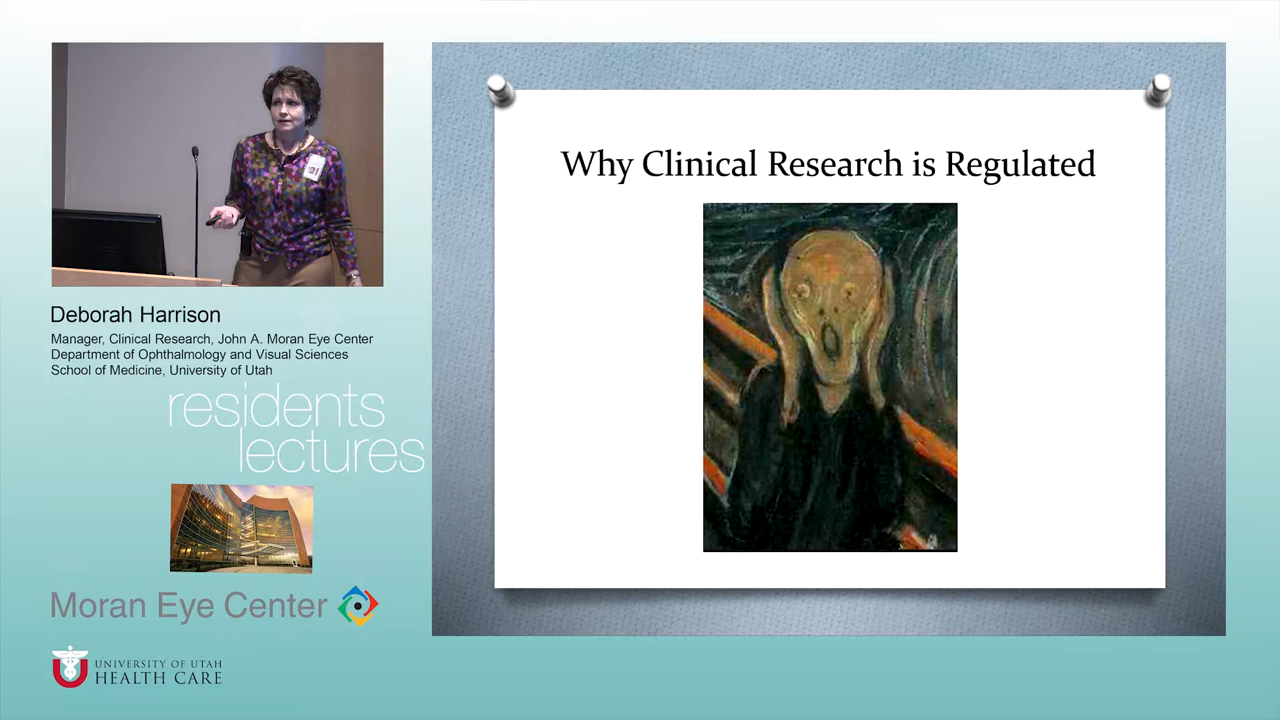 Why Clinical Research is Regulated
Deborah Harrison
Manager, Clinical Research, John A. Moran Eye Center
Department of Ophthalmology and Visual Sciences
School of Medicine, University of Utah
residents
lectures
Moran Eye Center
UNIVERSITY OF UTAH
HEALTH CARE